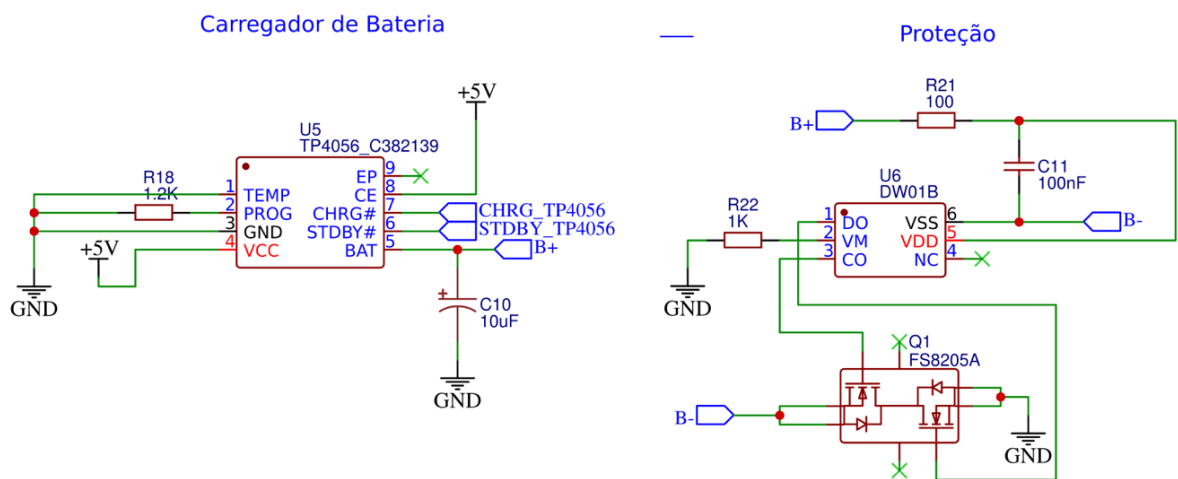 Carregador de Bateria
+5V
U5
TP4056_C382139
R18
1.2K
1 TEMP
2 PROG
3 GND
4 VCC
EP 9
CE 8
CHRG# 7
STDBY# 6
BAT 5
CHRG_TP4056
STDBY_TP4056
B+
+5V
GND
C10
10uF
GND
Proteção
R21
100
B+
C11
100nF
U6
DW01B
R22
1K
1 DO
2 VM
3 CO
VSS 6
VDD 5
NC 4
B-
GND
Q1
FS8205A
B-
GND